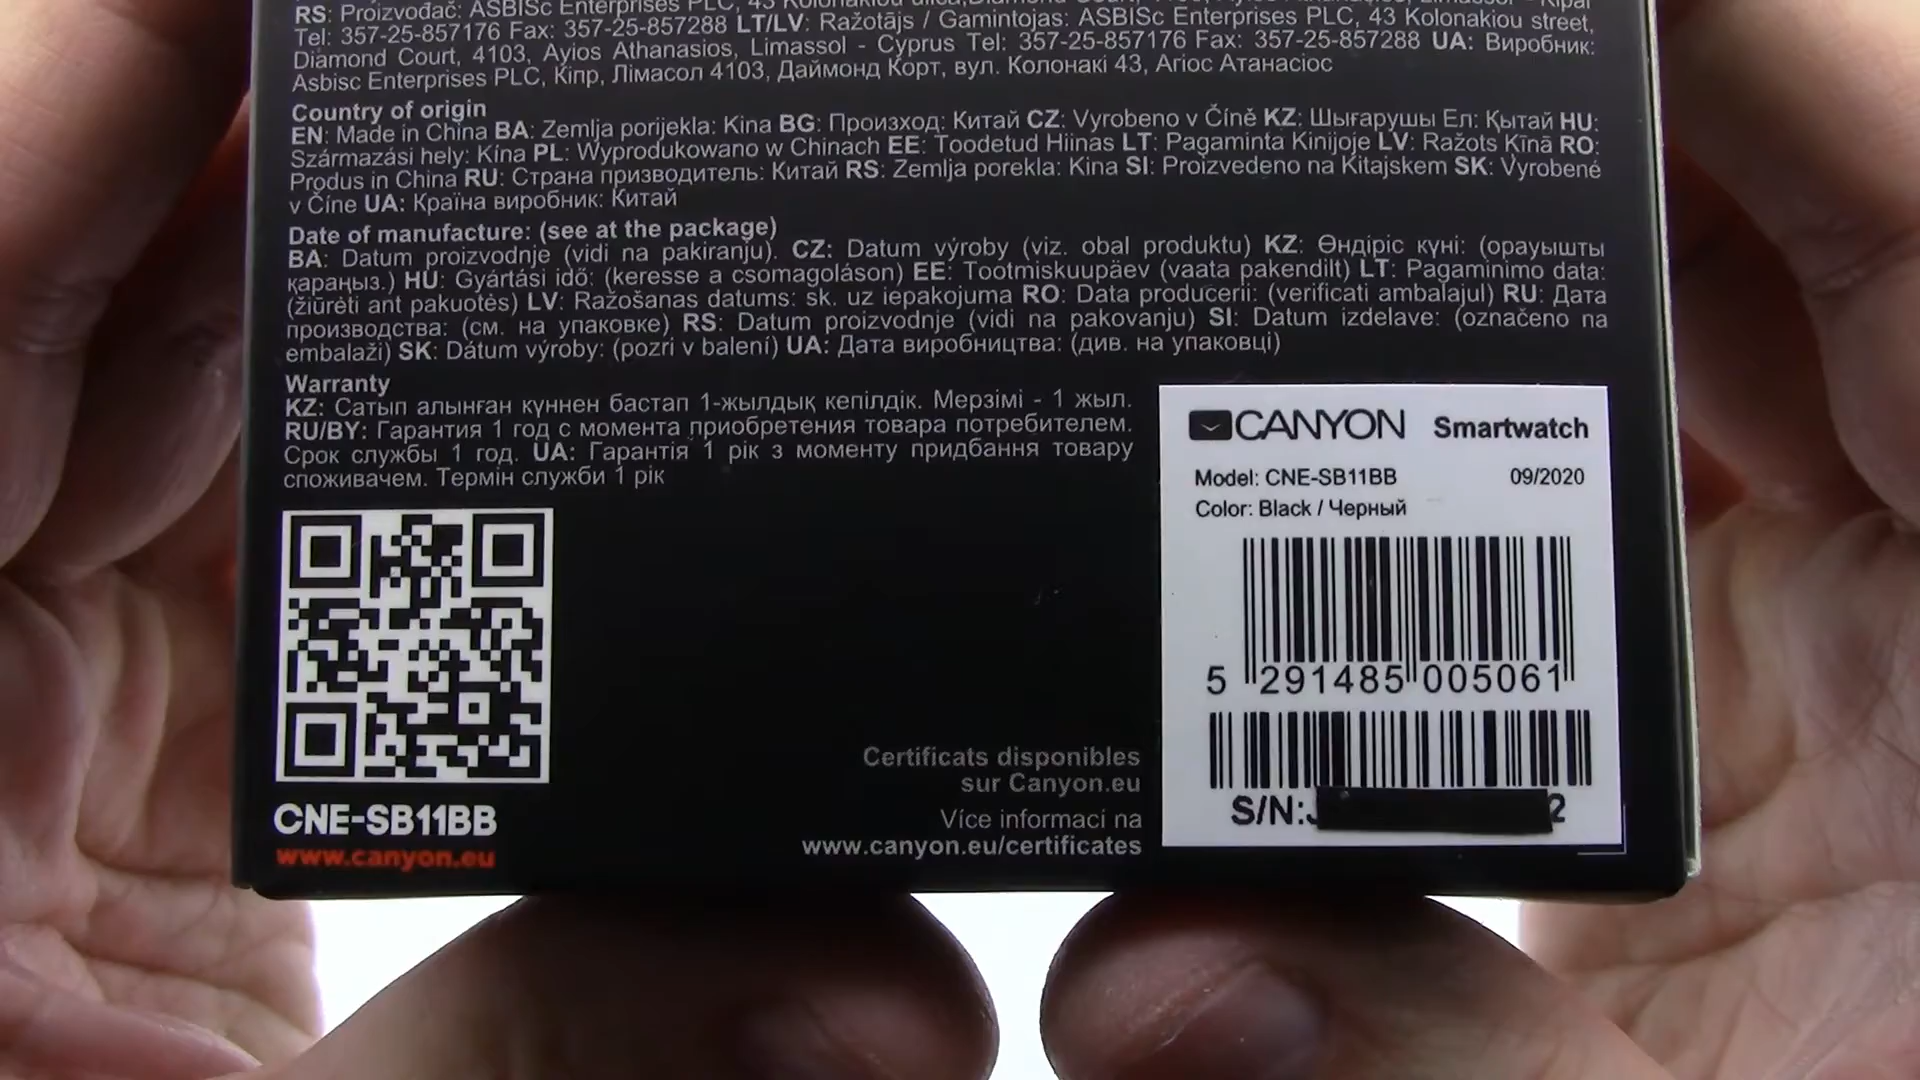 RS: Proizvođač: ASBISc Enterprises PLC, 43 Kolonakiou
Tel: 357-25-857176 Fax: 357-25-857288 LT/LV: Ražotājs / Gamintojas: ASBISc Enterprises PLC, 43 Kolonakiou street,
Diamond Court, 4103, Ayios Athanasios, Limassol - Cyprus Tel: 357-25-857176 Fax: 357-25-857288 UA: Виробник:
Asbisc Enterprises PLC, Кіпр, Лімасол 4103, Даймонд Корт, вул. Колонакі 43, Агіос Атанасіос
Country of origin
EN: Made in China BA: Zemlja porijekla: Kina BG: Произход: Китай CZ: Vyrobeno v Číně KZ: Шығарушы Ел: Қытай HU:
Származási hely: Kína PL: Wyprodukowano w Chinach EE: Toodetud Hiinas LT: Pagaminta Kinijoje LV: Ražots Ķīnā RO:
Produs in China RU: Страна призводитель: Китай RS: Zemlja porekla: Kina SI: Proizvedeno na Kitajskem SK: Vyrobené
v Číne UA: Країна виробник: Китай
Date of manufacture: (see at the package)
BA: Datum proizvodnje (vidi na pakiranju). CZ: Datum výroby (viz. obal produktu) KZ: Өндіріс күні: (орауышты
қараңыз.) HU: Gyártási idő: (keresse a csomagoláson) EE: Tootmiskuupäev (vaata pakendilt) LT: Pagaminimo data:
(žiūrėti ant pakuotės) LV: Ražošanas datums: sk. uz iepakojuma RO: Data producerii: (verificati ambalajul) RU: Дата
производства: (см. на упаковке) RS: Datum proizvodnje (vidi na pakovanju) SI: Datum izdelave: (označeno na
embalaži) SK: Dátum výroby: (pozri v balení) UA: Дата виробництва: (див. на упаковці)
Warranty
KZ: Сатып алынған күннен бастап 1-жылдық кепілдік. Мерзімі - 1 жыл.
RU/BY: Гарантия 1 год с момента приобретения товара потребителем.
Срок службы 1 год. UA: Гарантія 1 рік з моменту придбання товару
споживачем. Термін служби 1 рік
CANYON Smartwatch
Model: CNE-SB11BB 09/2020
Color: Black / Черный
5 291485 005061
S/N: 2
Certificats disponibles
sur Canyon.eu
Více informací na
www.canyon.eu/certificates
CNE-SB11BB
www.canyon.eu